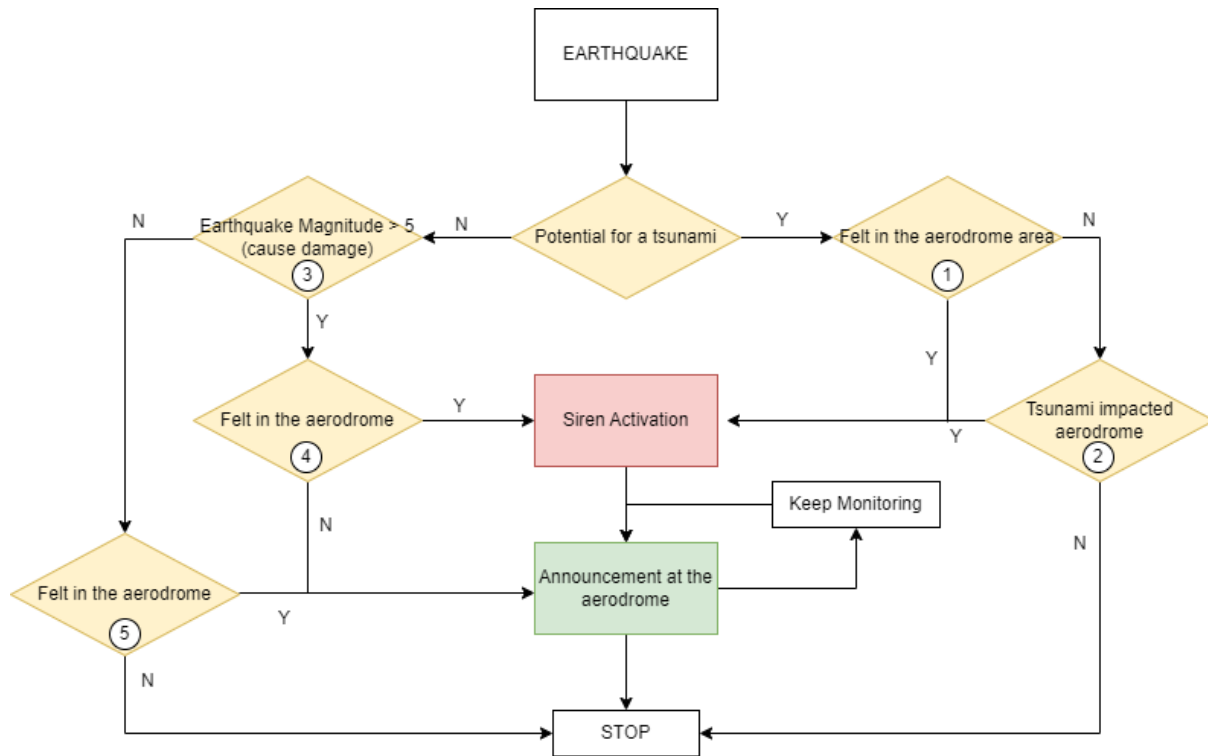 EARTHQUAKE
N
Earthquake Magnitude > 5
(cause damage)
3
N
Potential for a tsunami
Y
Felt in the aerodrome area
1
N
Y
Y
Felt in the aerodrome
4
Y
Siren Activation
Y
Tsunami impacted
aerodrome
2
N
Keep Monitoring
N
Felt in the aerodrome
5
Y
Announcement at the
aerodrome
N
STOP